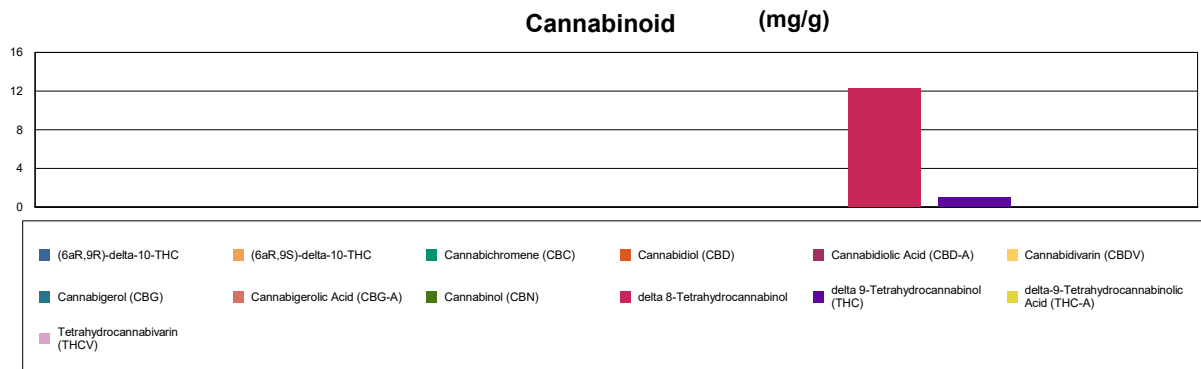 Cannabinoid (mg/g)
16
12
8
4
0
(6aR,9R)-delta-10-THC (6aR,9S)-delta-10-THC Cannabichromene (CBC) Cannabidiol (CBD) Cannabidiolic Acid (CBD-A) Cannabidivarin (CBDV)
Cannabigerol (CBG) Cannabigerolic Acid (CBG-A) Cannabinol (CBN) delta 8-Tetrahydrocannabinol delta 9-Tetrahydrocannabinol delta-9-Tetrahydrocannabinolic
(THC) Acid (THC-A)
Tetrahydrocannabivarin
(THCV)